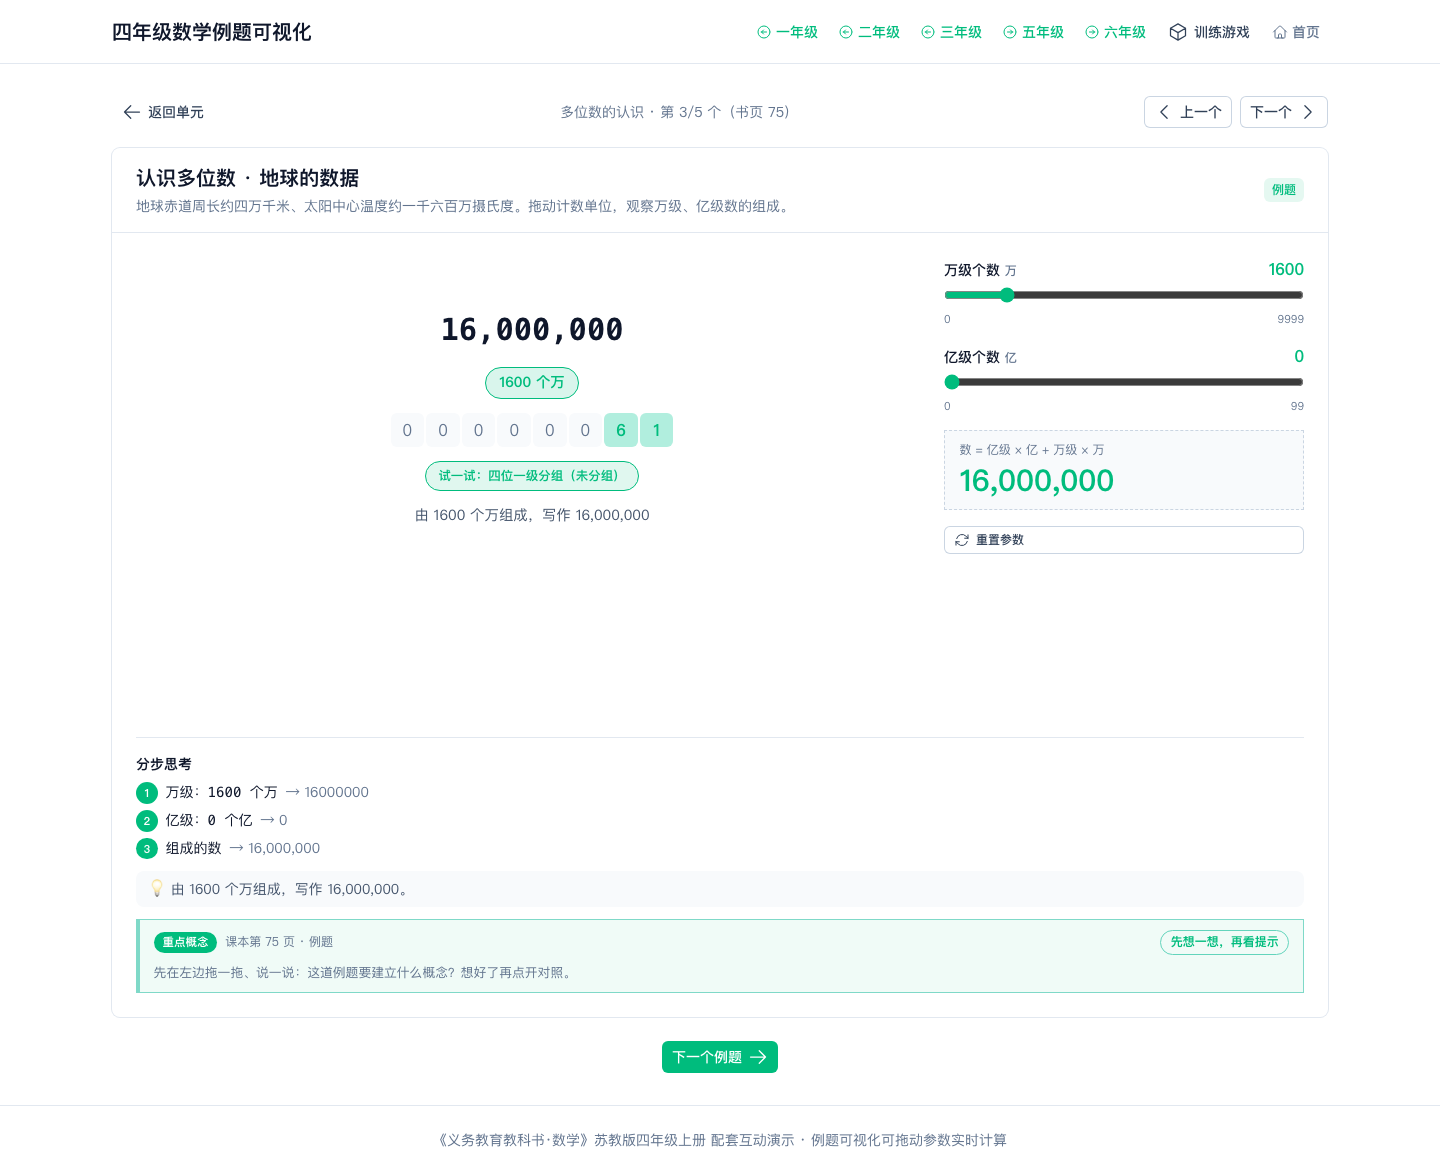 四年级数学例题可视化
一年级 二年级 三年级 五年级 六年级 训练游戏 首页
返回单元
多位数的认识 · 第 3/5 个（书页 75）
上一个 下一个
认识多位数 · 地球的数据
地球赤道周长约四万千米、太阳中心温度约一千六百万摄氏度。拖动计数单位，观察万级、亿级数的组成。
例题
16,000,000
1600 个万
0 0 0 0 0 0 6 1
试一试：四位一级分组（未分组）
由 1600 个万组成，写作 16,000,000
万级个数 万 1600
0 9999
亿级个数 亿 0
0 99
数 = 亿级 × 亿 + 万级 × 万
16,000,000
重置参数
分步思考
1 万级：1600 个万 → 16000000
2 亿级：0 个亿 → 0
3 组成的数 → 16,000,000
由 1600 个万组成，写作 16,000,000。
重点概念 课本第 75 页 · 例题
先想一想，再看提示
先在左边拖一拖、说一说：这道例题要建立什么概念？想好了再点开对照。
下一个例题
《义务教育教科书·数学》苏教版四年级上册 配套互动演示 · 例题可视化可拖动参数实时计算